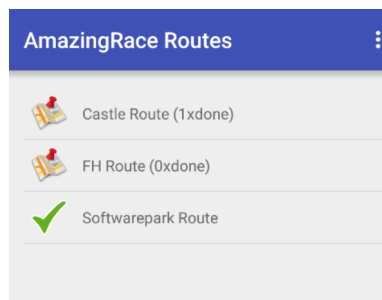 AmazingRace Routes
Castle Route (1xdone)
FH Route (0xdone)
Softwarepark Route